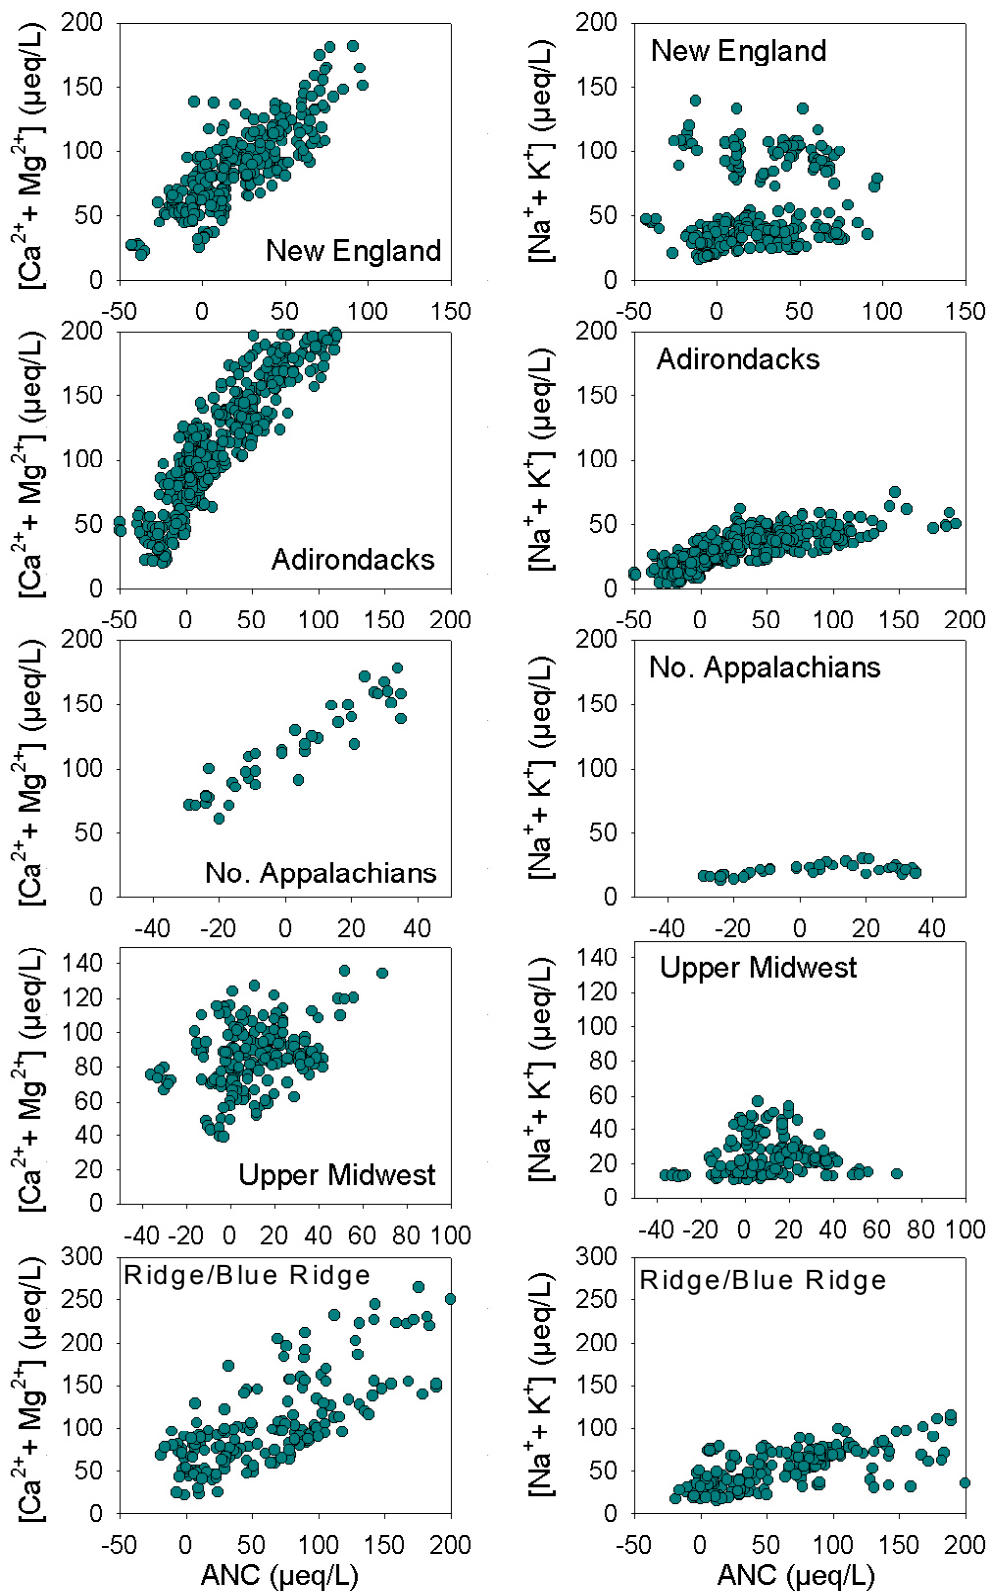 [Ca²⁺+ Mg²⁺] (µeq/L)
200
150
100
50
0
-50 0 50 100 150
New England
[Na⁺+ K⁺] (µeq/L)
200
150
100
50
0
-50 0 50 100 150
New England
[Ca²⁺+ Mg²⁺] (µeq/L)
200
150
100
50
0
-50 0 50 100 150 200
Adirondacks
[Na⁺+ K⁺] (µeq/L)
200
150
100
50
0
-50 0 50 100 150 200
Adirondacks
[Ca²⁺+ Mg²⁺] (µeq/L)
200
150
100
50
0
-40 -20 0 20 40
No. Appalachians
[Na⁺+ K⁺] (µeq/L)
200
150
100
50
0
-40 -20 0 20 40
No. Appalachians
[Ca²⁺+ Mg²⁺] (µeq/L)
140
120
100
80
60
40
20
0
-40 -20 0 20 40 60 80 100
Upper Midwest
[Na⁺+ K⁺] (µeq/L)
140
120
100
80
60
40
20
0
-40 -20 0 20 40 60 80 100
Upper Midwest
[Ca²⁺+ Mg²⁺] (µeq/L)
300
250
200
150
100
50
0
-50 0 50 100 150 200
Ridge/Blue Ridge
ANC (µeq/L)
[Na⁺+ K⁺] (µeq/L)
300
250
200
150
100
50
0
-50 0 50 100 150 200
Ridge/Blue Ridge
ANC (µeq/L)